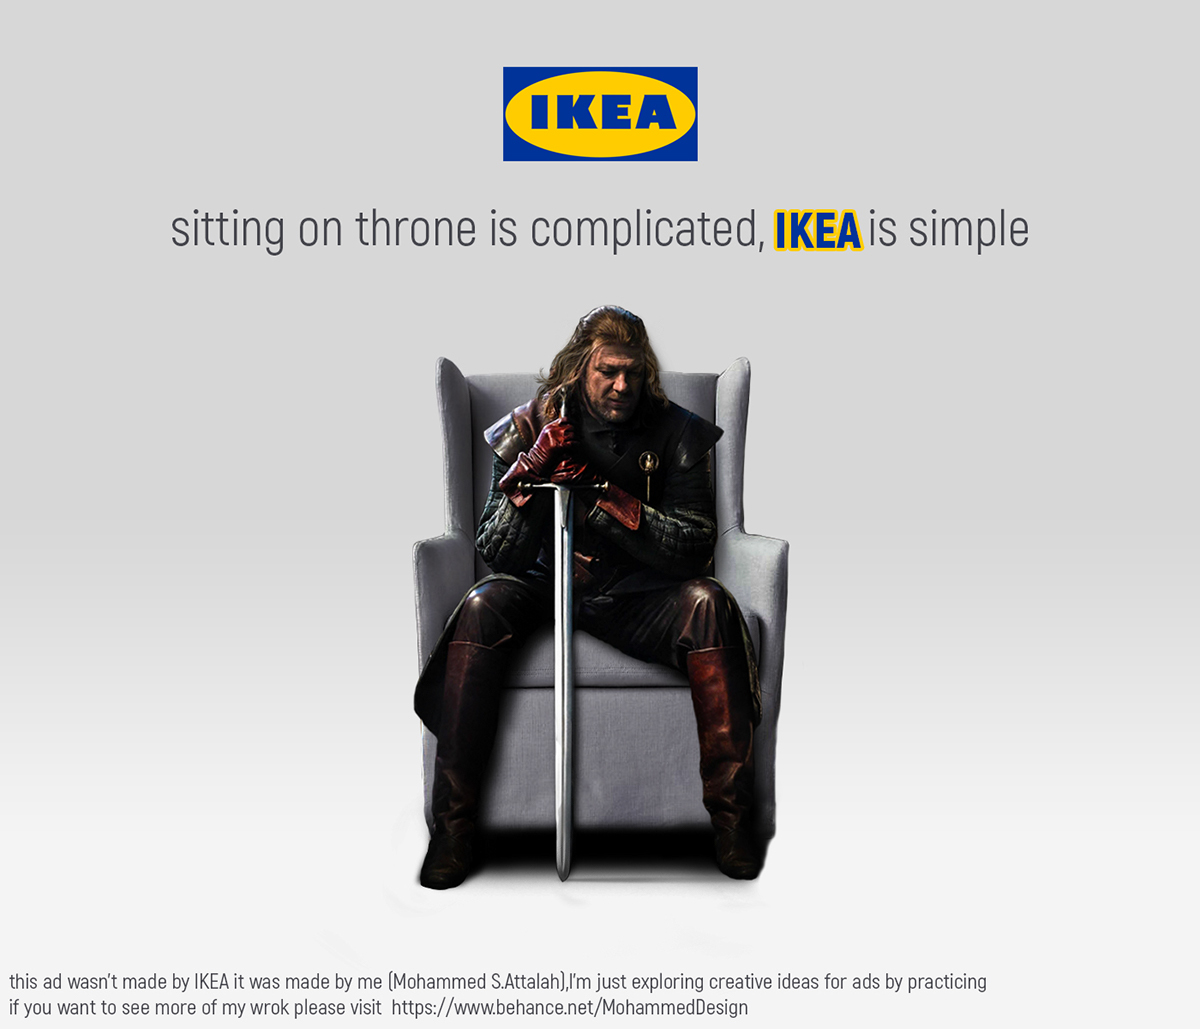 IKEA
sitting on throne is complicated, IKEA is simple
this ad wasn't made by IKEA it was made by me (Mohammed S.Attalah),I'm just exploring creative ideas for ads by practicing
if you want to see more of my wrok please visit https://www.behance.net/MohammedDesign